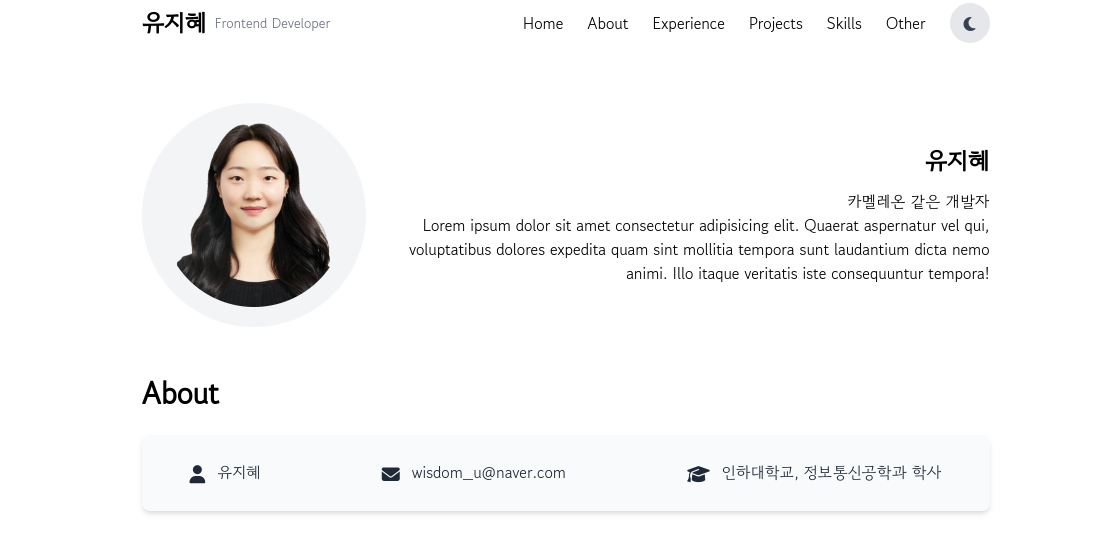 유지혜 Frontend Developer Home About Experience Projects Skills Other
유지혜
카멜레온 같은 개발자
Lorem ipsum dolor sit amet consectetur adipisicing elit. Quaerat aspernatur vel qui,
voluptatibus dolores expedita quam sint mollitia tempora sunt laudantium dicta nemo
animi. Illo itaque veritatis iste consequuntur tempora!
About
유지혜 wisdom_u@naver.com 인하대학교, 정보통신공학과 학사